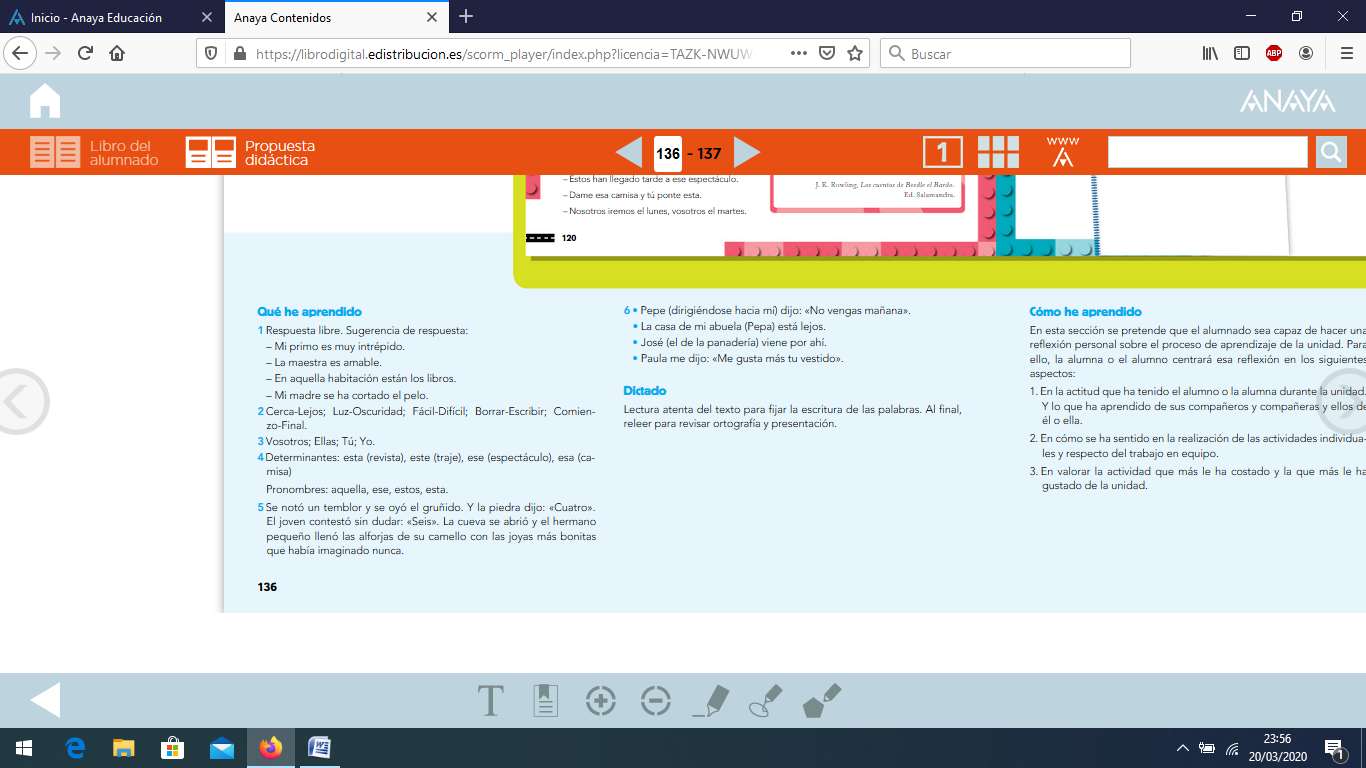 Inicio - Anaya Educación
Anaya Contenidos
https://librodigital.edistribucion.es/scorm_player/index.php?licencia=TAZK-NWUW
Buscar
ABP
ANAYA
Libro del
alumnado
Propuesta
didáctica
136 - 137
1
WWW
– Estos han llegado tarde a ese espectáculo.
– Dame esa camisa y tú ponte esta.
– Nosotros iremos el lunes, vosotros el martes.
J. K. Rowling, Los cuentos de Beedle el Bardo.
Ed. Salamandra.
120
Qué he aprendido
1 Respuesta libre. Sugerencia de respuesta:
– Mi primo es muy intrépido.
– La maestra es amable.
– En aquella habitación están los libros.
– Mi madre se ha cortado el pelo.
2 Cerca-Lejos; Luz-Oscuridad; Fácil-Difícil; Borrar-Escribir; Comien-
zo-Final.
3 Vosotros; Ellas; Tú; Yo.
4 Determinantes: esta (revista), este (traje), ese (espectáculo), esa (ca-
misa)
Pronombres: aquella, ese, estos, esta.
5 Se notó un temblor y se oyó el gruñido. Y la piedra dijo: «Cuatro».
El joven contestó sin dudar: «Seis». La cueva se abrió y el hermano
pequeño llenó las alforjas de su camello con las joyas más bonitas
que había imaginado nunca.
136
6 • Pepe (dirigiéndose hacia mí) dijo: «No vengas mañana».
• La casa de mi abuela (Pepa) está lejos.
• José (el de la panadería) viene por ahí.
• Paula me dijo: «Me gusta más tu vestido».
Dictado
Lectura atenta del texto para fijar la escritura de las palabras. Al final,
releer para revisar ortografía y presentación.
Cómo he aprendido
En esta sección se pretende que el alumnado sea capaz de hacer una
reflexión personal sobre el proceso de aprendizaje de la unidad. Para
ello, la alumna o el alumno centrará esa reflexión en los siguientes
aspectos:
1. En la actitud que ha tenido el alumno o la alumna durante la unidad.
Y lo que ha aprendido de sus compañeros y compañeras y ellos de
él o ella.
2. En cómo se ha sentido en la realización de las actividades individua-
les y respecto del trabajo en equipo.
3. En valorar la actividad que más le ha costado y la que más le ha
gustado de la unidad.
T
23:56
20/03/2020
1